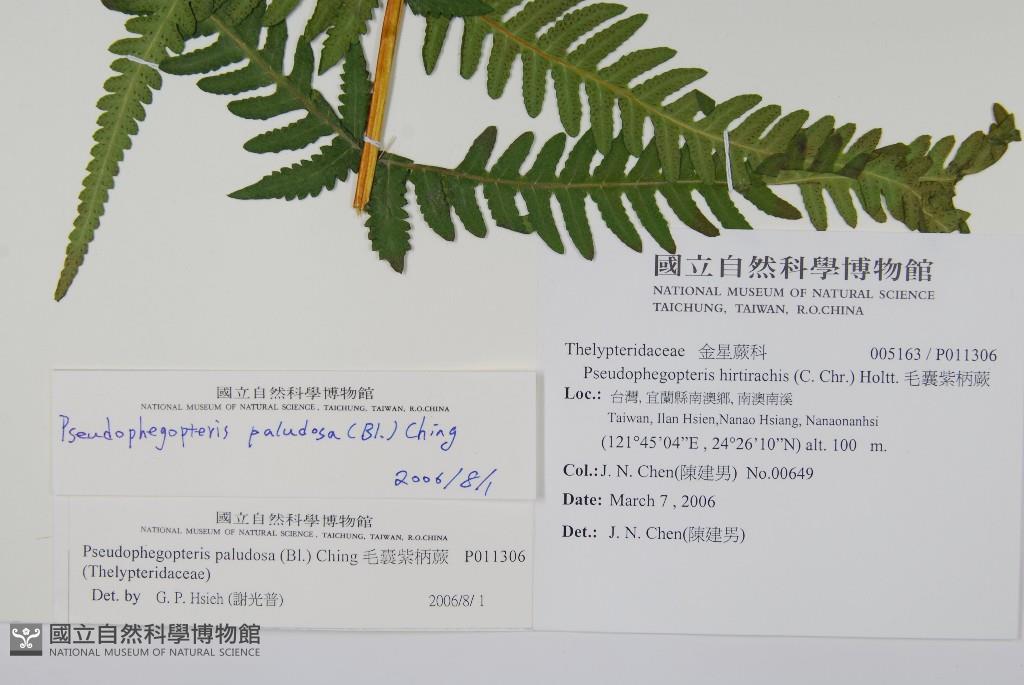 國立自然科學博物館
NATIONAL MUSEUM OF NATURAL SCIENCE
TAICHUNG, TAIWAN, R.O.CHINA
Thelypteridaceae 金星蕨科 005163 / P011306
Pseudophegopteris hirtirachis (C. Chr.) Holtt. 毛囊紫柄蕨
Loc.: 台灣, 宜蘭縣南澳鄉, 南澳南溪
Taiwan, Ilan Hsien,Nanao Hsiang, Nanaonanhsi
(121°45'04"E , 24°26'10"N) alt. 100 m.
Col.: J. N. Chen(陳建男) No.00649
Date: March 7 , 2006
Det.: J. N. Chen(陳建男)
國立自然科學博物館
NATIONAL MUSEUM OF NATURAL SCIENCE , TAICHUNG, TAIWAN, R.O.CHINA
Pseudophegopteris paludosa (Bl.) Ching
2006/8/1
國立自然科學博物館
NATIONAL MUSEUM OF NATURAL SCIENCE , TAICHUNG, TAIWAN, R.O.CHINA
Pseudophegopteris paludosa (Bl.) Ching 毛囊紫柄蕨 P011306
(Thelypteridaceae)
Det. by G. P. Hsieh (謝光普) 2006/8/ 1
國立自然科學博物館
NATIONAL MUSEUM OF NATURAL SCIENCE